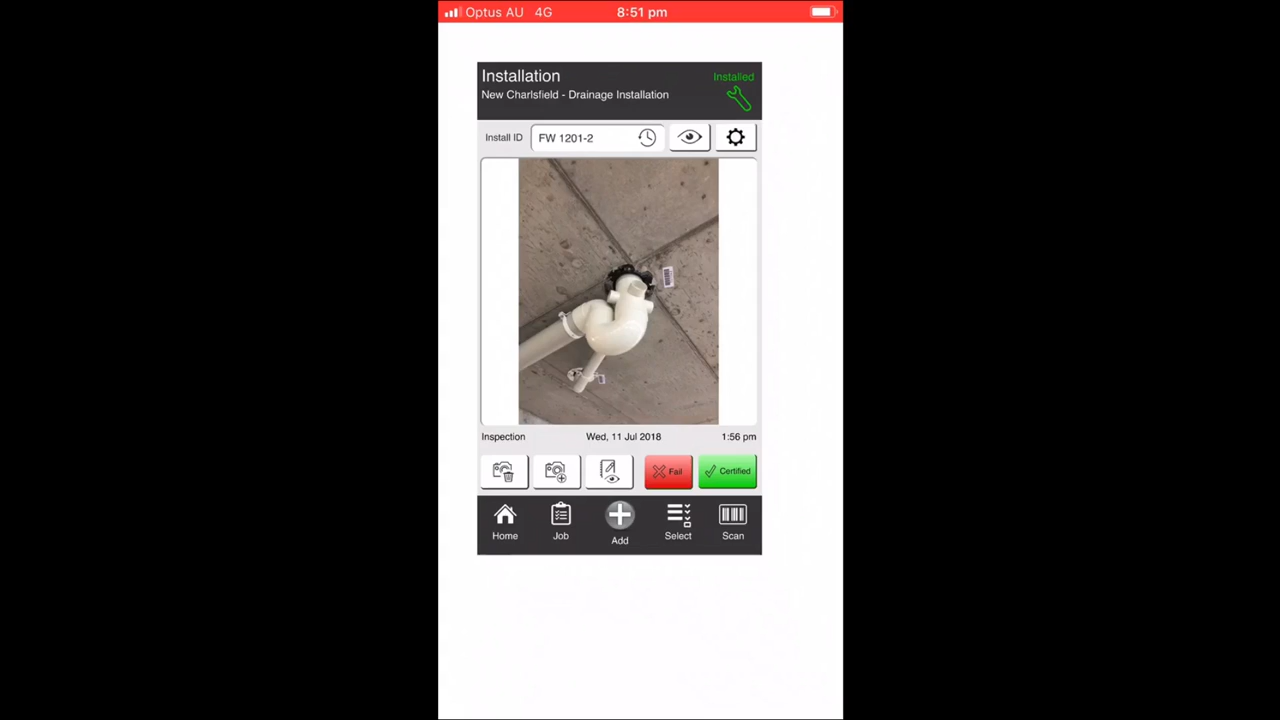 Optus AU 4G 8:51 pm
Installation
Installed
New Charlsfield - Drainage Installation
Install ID FW 1201-2
Inspection Wed, 11 Jul 2018 1:56 pm
Fail Certified
Home Job Add Select Scan